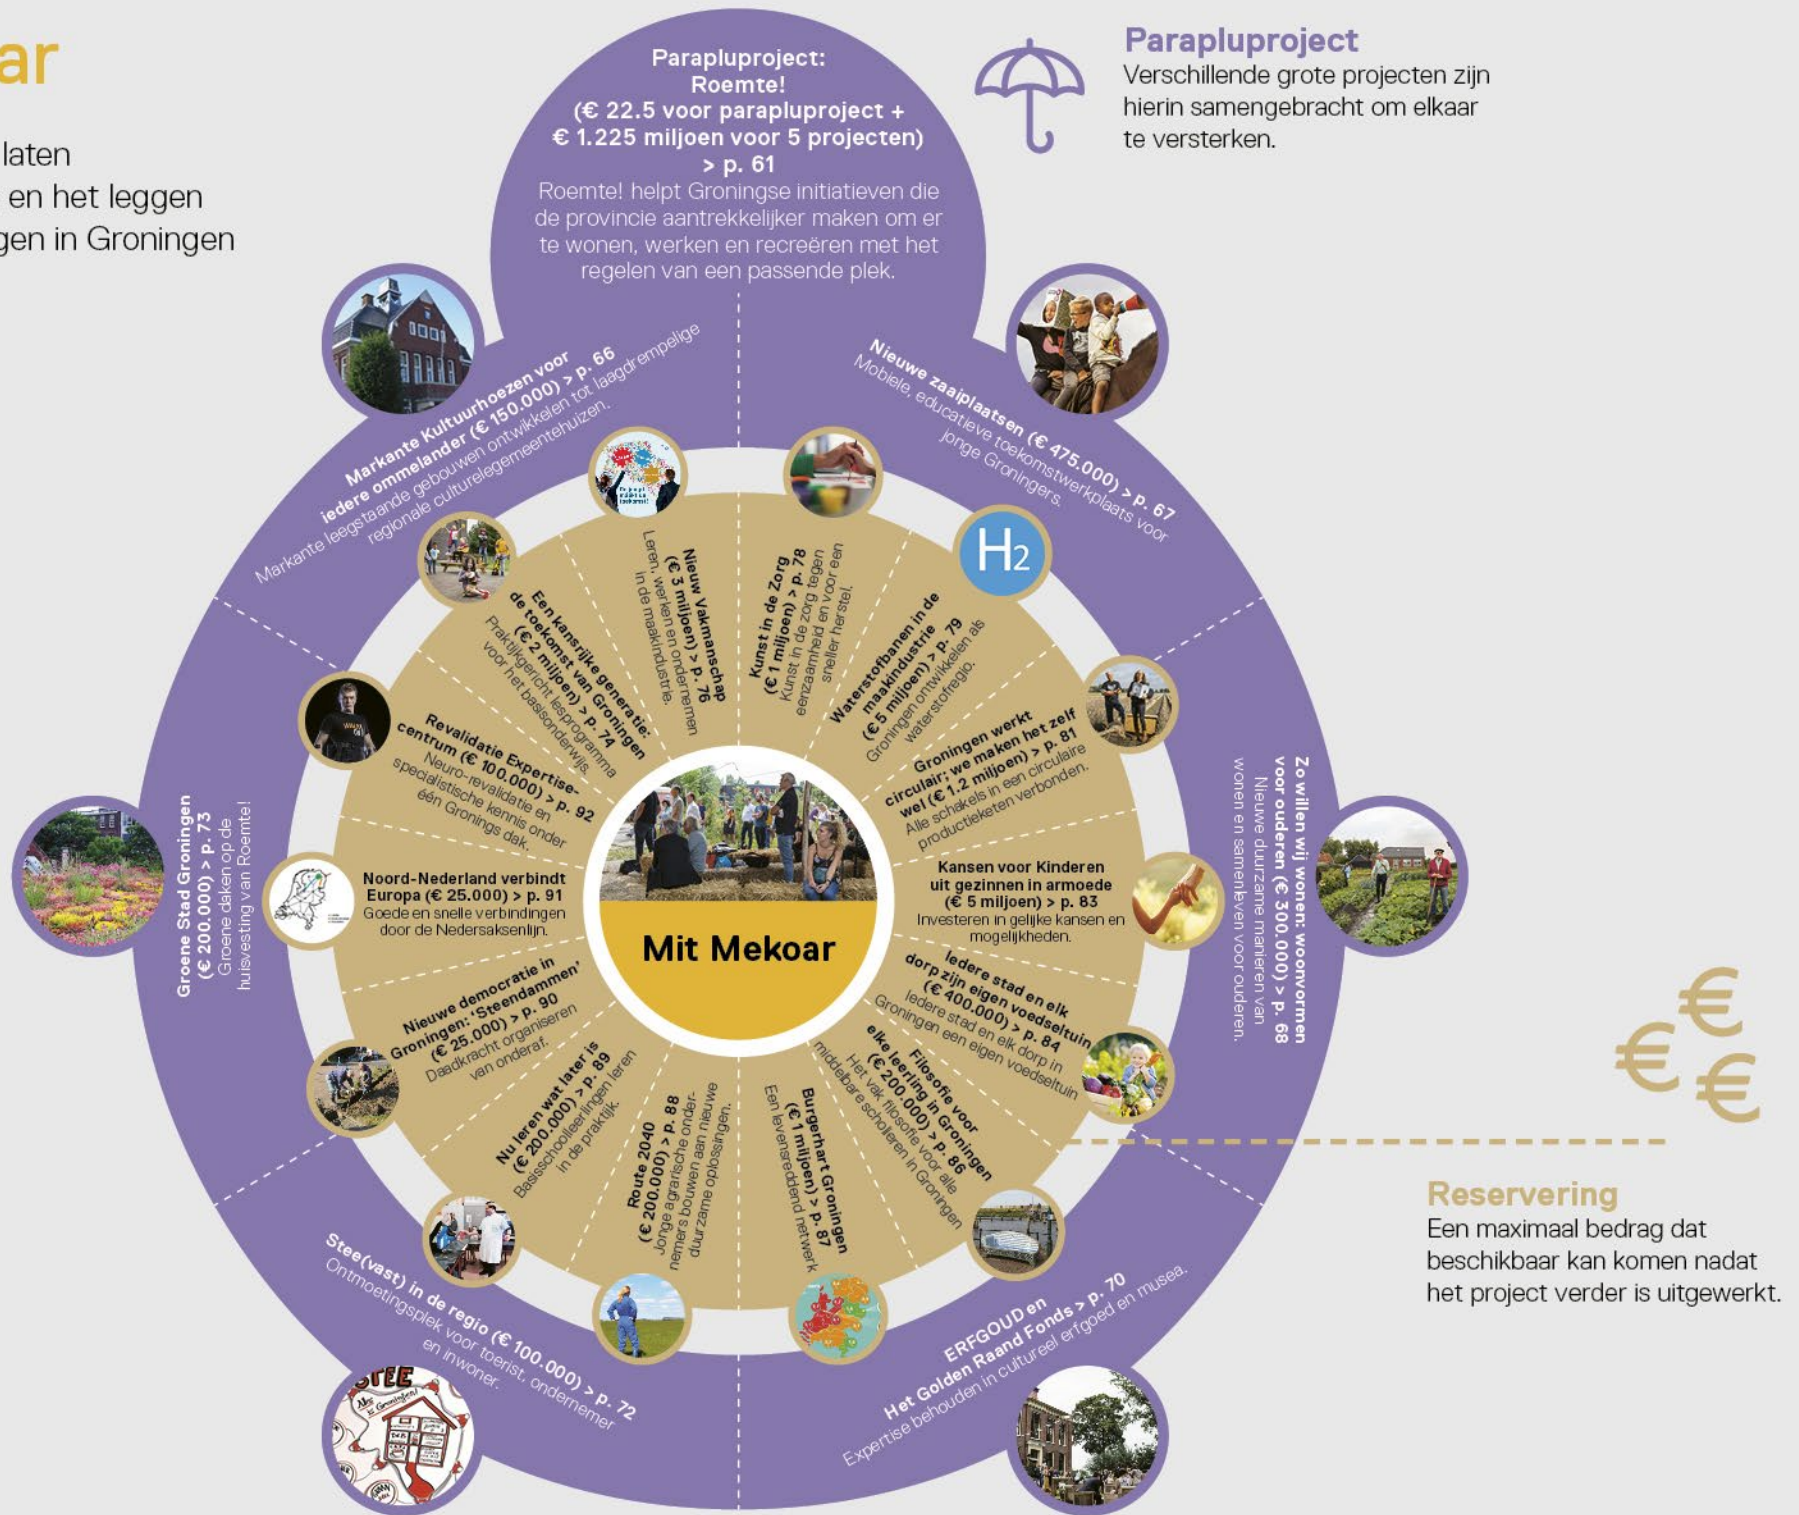 ar
laten
en het leggen
gen in Groningen
Parapluproject:
Roemte!
(€ 22.5 voor parapluproject +
€ 1.225 miljoen voor 5 projecten)
> p. 61
Roemte! helpt Groningse initiatieven die
de provincie aantrekkelijker maken om er
te wonen, werken en recreëren met het
regelen van een passende plek.
Parapluproject
Verschillende grote projecten zijn
hierin samengebracht om elkaar
te versterken.
Markante Kultuurhoezen voor
iedere ommelander (€ 150.000) > p. 66
Markante leegstaande gebouwen ontwikkelen tot laagdrempelige
regionale culturelegemeentehuizen.
Nieuwe zaaiplaatsen (€ 475.000) > p. 67
Mobiele, educatieve toekomstwerkplaats voor
jonge Groningers.
Zo willen wij wonen: woonvormen
voor ouderen (€ 300.000) > p. 68
Nieuwe duurzame manieren van
wonen en samenleven voor ouderen.
ERFGOUD en
Het Golden Raand Fonds > p. 70
Expertise behouden in cultureel erfgoed en musea.
Stee(vast) in de regio (€ 100.000) > p. 72
Ontmoetingsplek voor toerist, ondernemer
en inwoner.
STEE
Groene Stad Groningen
(€ 200.000) > p. 73
Groene daken op de
huisvesting van Roemte!
Nieuw Vakmanschap
(€ 3 miljoen) > p. 76
Leren, werken en ondernemen
in de maakindustrie.
Kunst in de Zorg
(€ 1 miljoen) > p. 78
Kunst in de zorg tegen
eenzaamheid en voor een
sneller herstel.
H2
Waterstofbanen in de
maakindustrie
(€ 5 miljoen) > p. 79
Groningen ontwikkelen als
waterstofregio.
Groningen werkt
circulair; we maken het zelf
wel (€ 1.2 miljoen) > p. 81
Alle schakels in een circulaire
productieketen verbonden.
Kansen voor Kinderen
uit gezinnen in armoede
(€ 5 miljoen) > p. 83
Investeren in gelijke kansen en
mogelijkheden.
Iedere stad en elk
dorp zijn eigen voedseltuin
(€ 400.000) > p. 84
Iedere stad en elk dorp in
Groningen een eigen voedseltuin
Filosofie voor
elke leerling in Groningen
(€ 200.000) > p. 86
Het vak filosofie voor alle
middelbare scholieren in Groningen
Burgerhart Groningen
(€ 1 miljoen) > p. 87
Een levensreddend netwerk
Route 2040
(€ 200.000) > p. 88
Jonge agrarische onder-
nemers bouwen aan nieuwe
duurzame oplossingen.
Nu leren wat later is
(€ 200.000) > p. 89
Basisschoolleerlingen leren
in de praktijk.
Nieuwe democratie in
Groningen: 'Steendammen'
(€ 25.000) > p. 90
Daadkracht organiseren
van onderaf.
Noord-Nederland verbindt
Europa (€ 25.000) > p. 91
Goede en snelle verbindingen
door de Nedersaksenlijn.
Revalidatie Expertise-
centrum (€ 100.000) > p. 92
Neuro-revalidatie en
specialistische kennis onder
één Gronings dak.
Een kansrijke generatie:
de toekomst van Groningen
(€ 2 miljoen) > p. 74
Praktijkgericht lesprogramma
voor het basisonderwijs.
Mit Mekoar
€
€
€
Reservering
Een maximaal bedrag dat
beschikbaar kan komen nadat
het project verder is uitgewerkt.